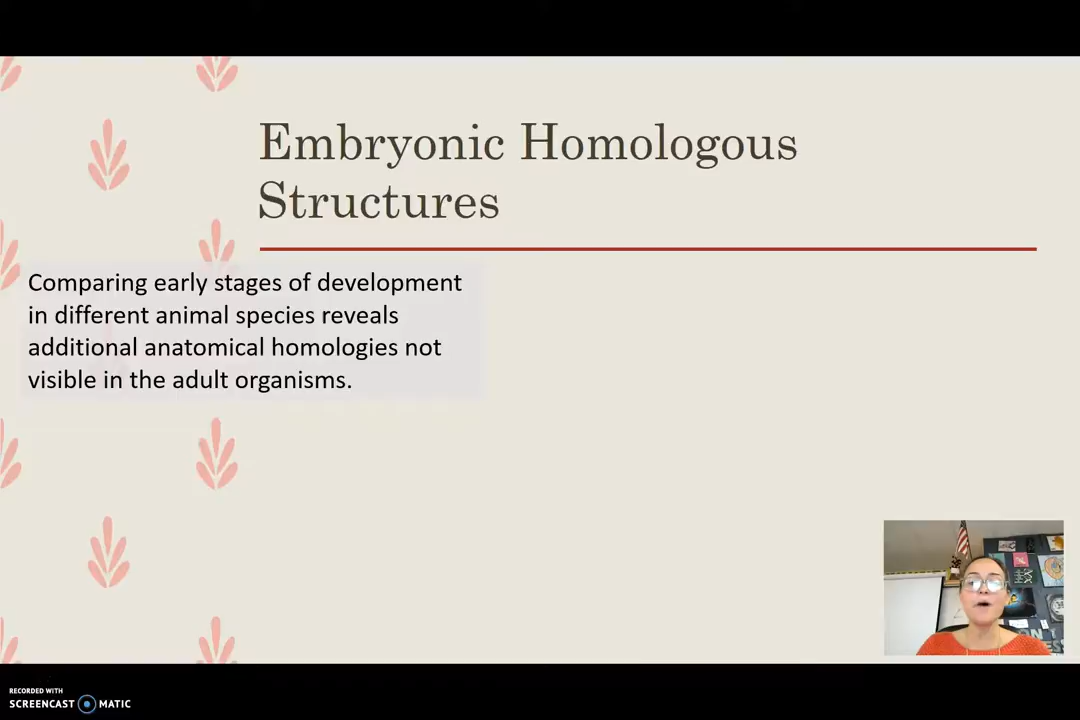 Embryonic Homologous
Structures
Comparing early stages of development
in different animal species reveals
additional anatomical homologies not
visible in the adult organisms.
RECORDED WITH
SCREENCAST MATIC